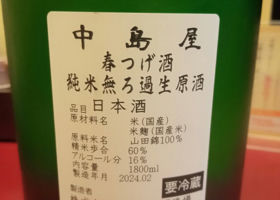 中島屋
春つげ酒
純米無ろ過生原酒
品目 日本酒
原材料名 米(国産)
米麹(国産米)
原料米名 山田錦100%
精米歩合 60%
アルコール分 16%
内容量 1800ml
製造年月 2024.02
要冷蔵
製造者